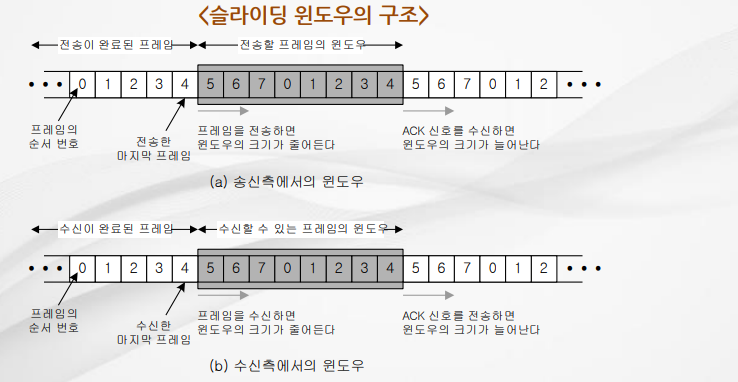 <슬라이딩 윈도우의 구조>
전송이 완료된 프레임 전송할 프레임의 윈도우
• • • 0 1 2 3 4 5 6 7 0 1 2 3 4 5 6 7 0 1 2 • • •
프레임의
순서 번호
전송한
마지막 프레임
프레임을 전송하면
윈도우의 크기가 줄어든다
ACK 신호를 수신하면
윈도우의 크기가 늘어난다
(a) 송신측에서의 윈도우
수신이 완료된 프레임 수신할 수 있는 프레임의 윈도우
• • • 0 1 2 3 4 5 6 7 0 1 2 3 4 5 6 7 0 1 2 • • •
프레임의
순서 번호
수신한
마지막 프레임
프레임을 수신하면
윈도우의 크기가 줄어든다
ACK 신호를 전송하면
윈도우의 크기가 늘어난다
(b) 수신측에서의 윈도우